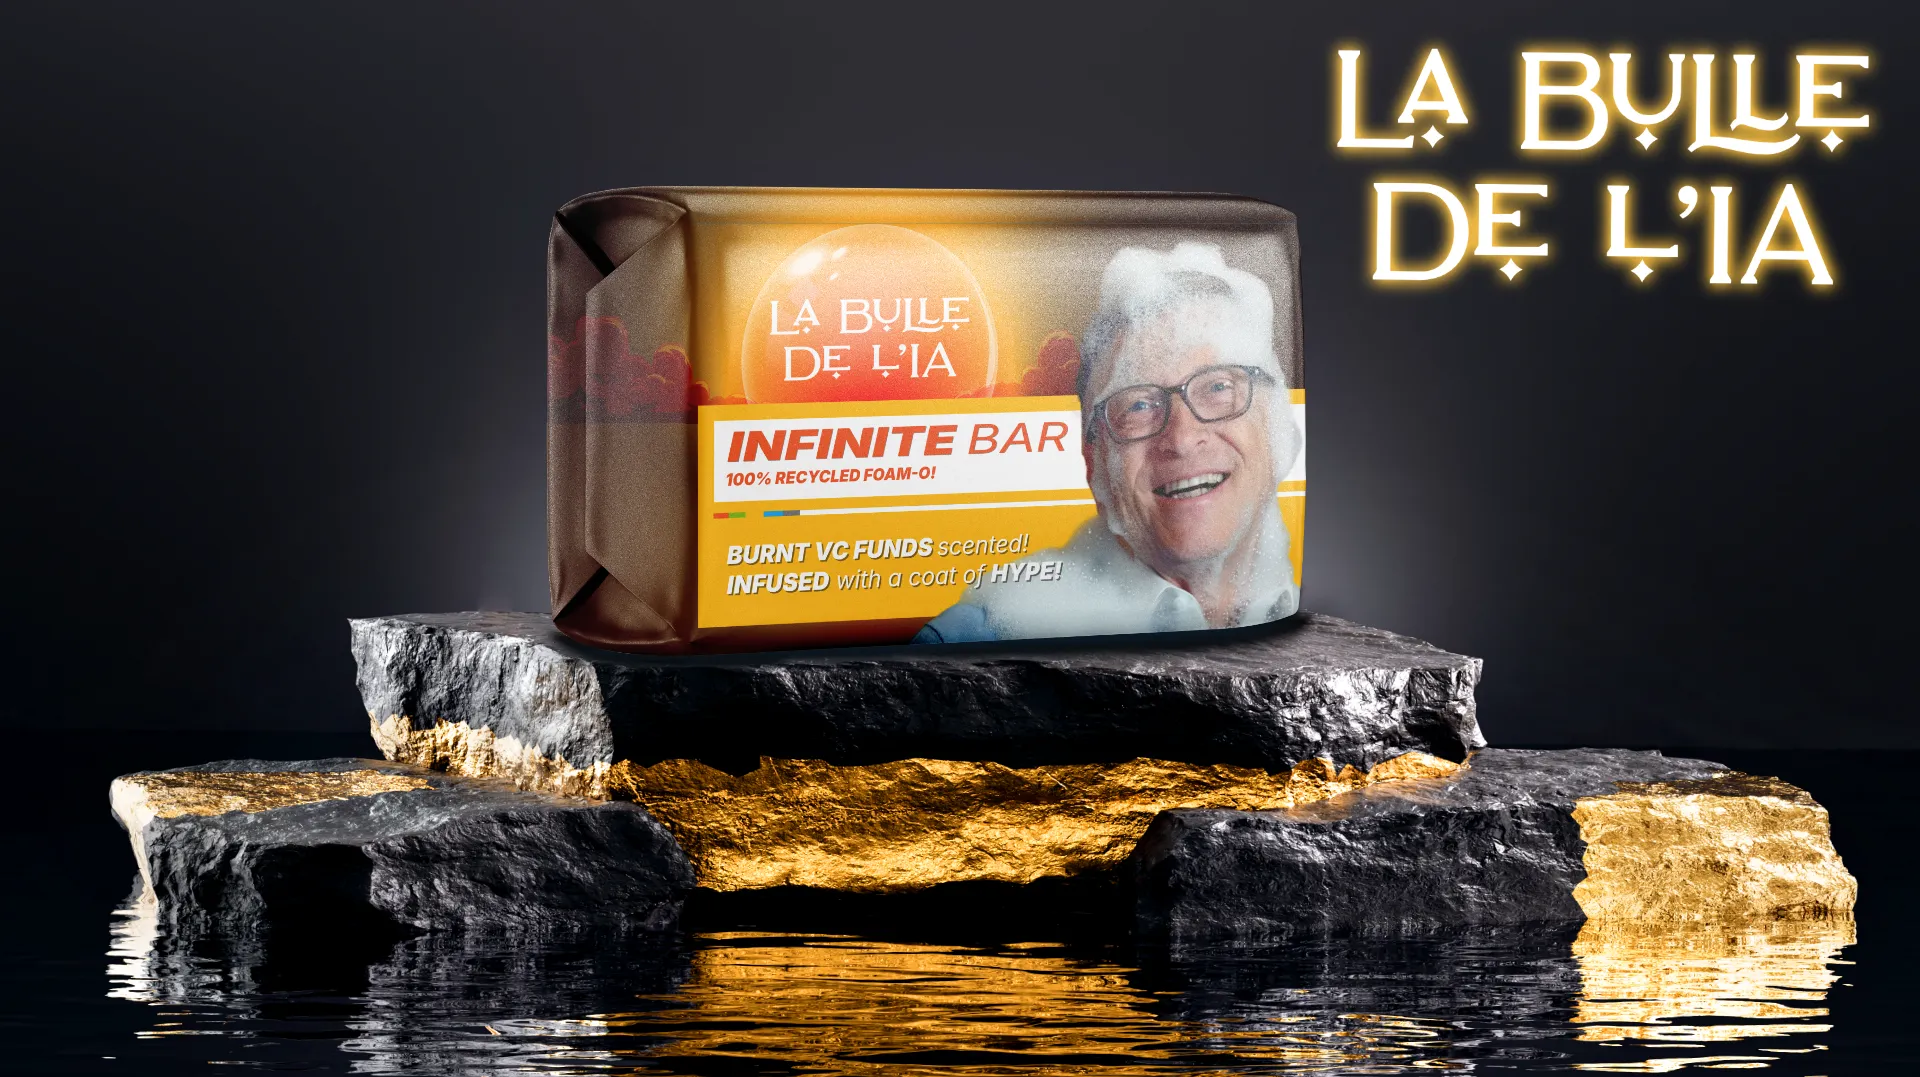 LA BULLE
DE L'IA
LA BULLE
DE L'IA
INFINITE BAR
100% RECYCLED FOAM-O!
BURNT VC FUNDS scented!
INFUSED with a coat of HYPE!